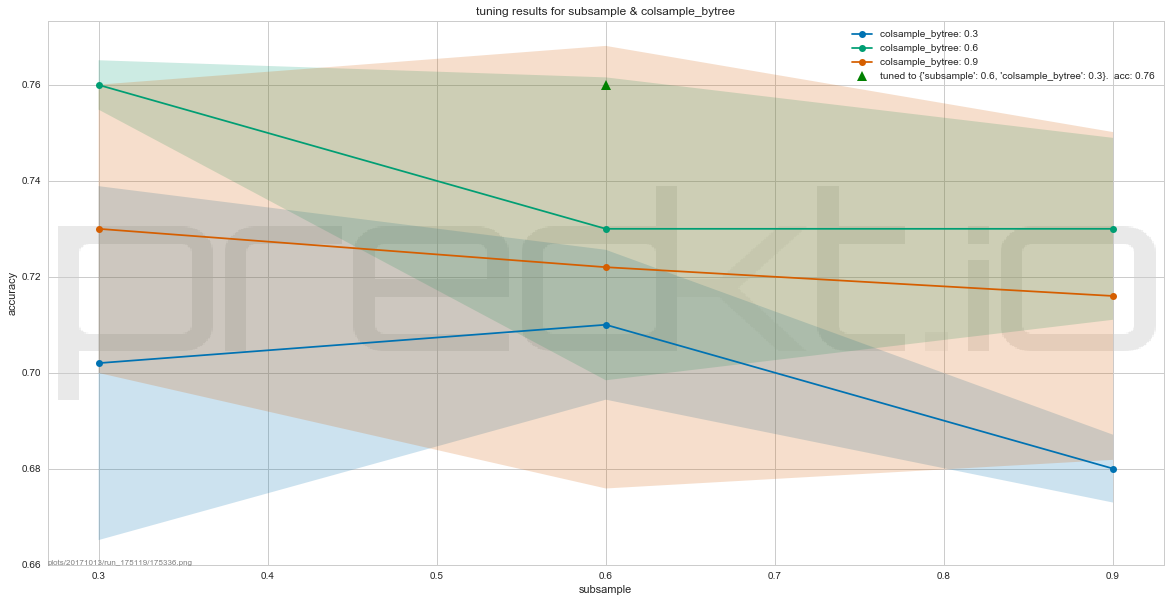 tuning results for subsample & colsample_bytree
colsample_bytree: 0.3
colsample_bytree: 0.6
colsample_bytree: 0.9
tuned to {'subsample': 0.6, 'colsample_bytree': 0.3}. acc: 0.76
accuracy
0.76
0.74
0.72
0.70
0.68
0.66
predkt.io
plots/20171013/run_175119/175336.png
0.3 0.4 0.5 0.6 0.7 0.8 0.9
subsample